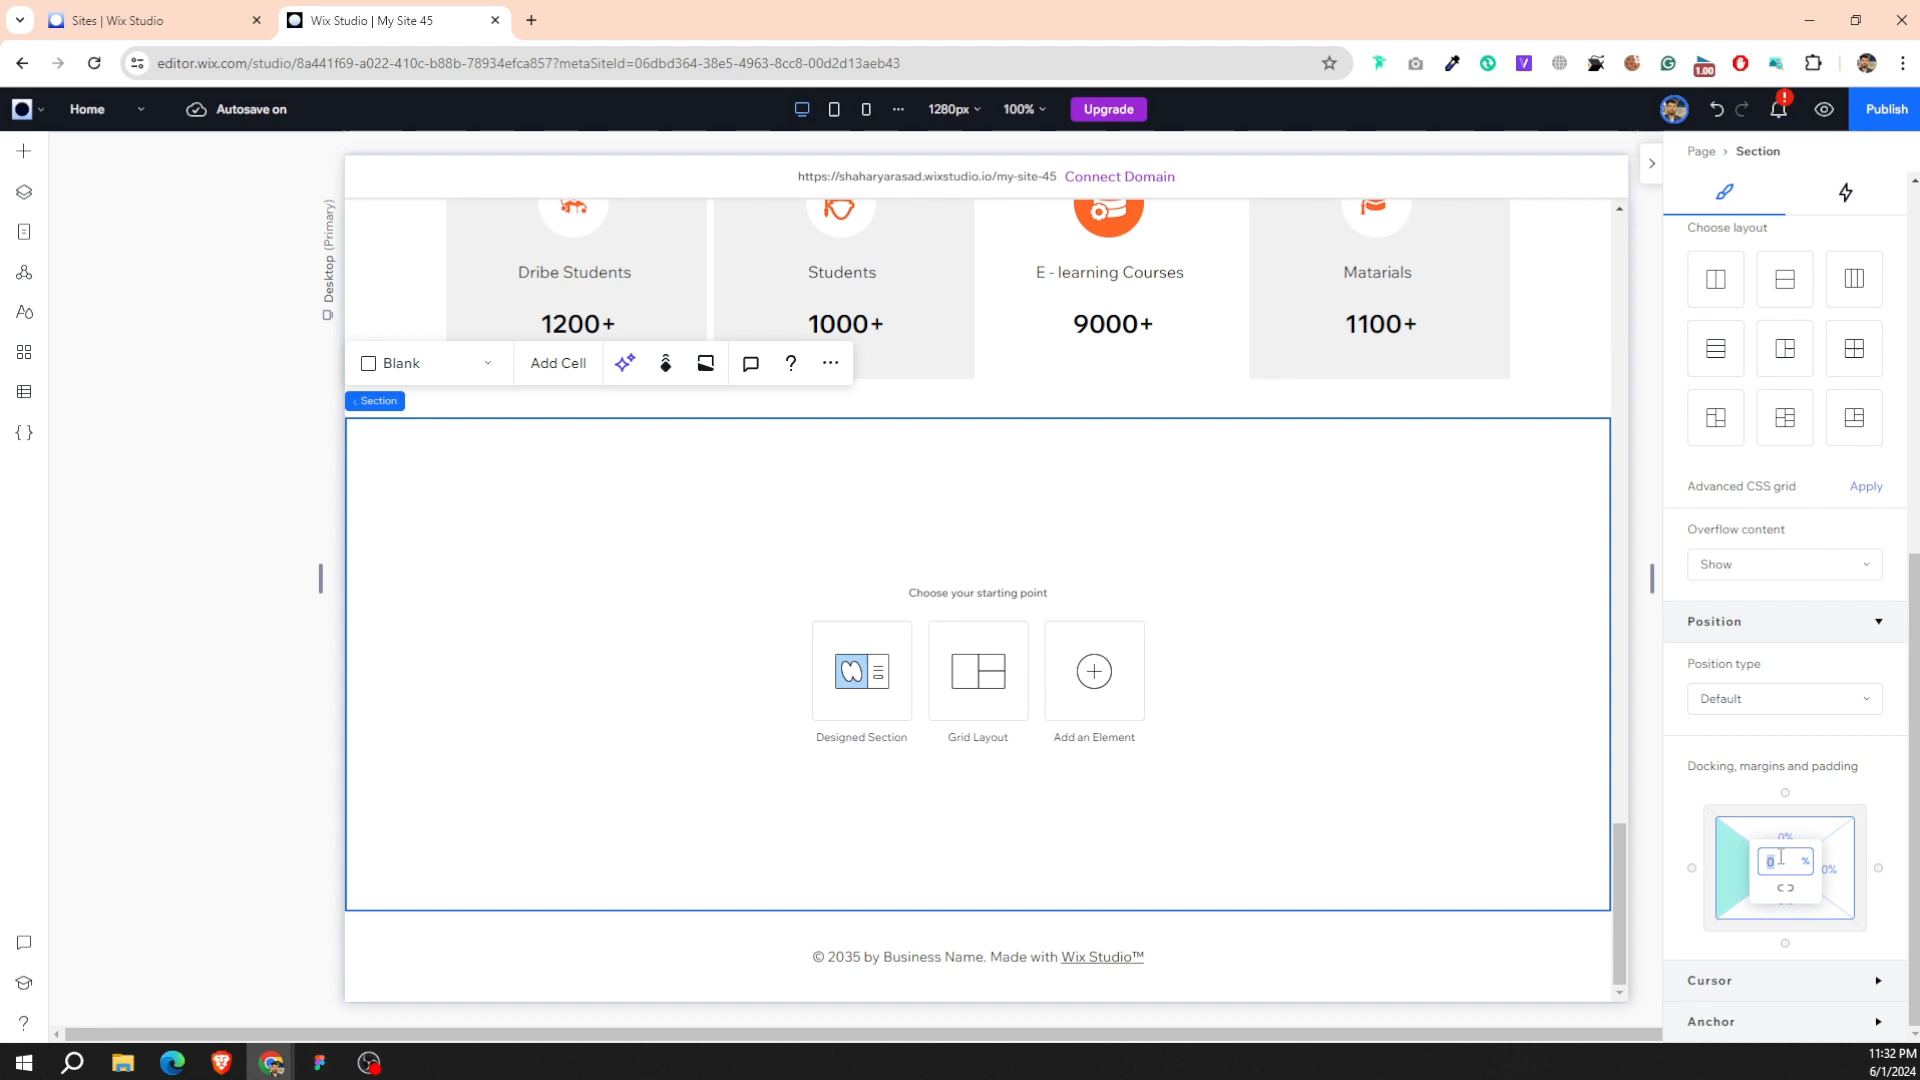 Sites | Wix Studio
Wix Studio | My Site 45
editor.wix.com/studio/8a441f69-a022-410c-b88b-78934efca857?metaSiteId=06dbd364-38e5-4963-8cc8-00d2d13aeb43
1.00
Home
Autosave on
1280px
100%
Upgrade
Publish
https://shaharyarasad.wixstudio.io/my-site-45 Connect Domain
Page > Section
Desktop (Primary)
Choose layout
Dribe Students
Students
E - learning Courses
Matarials
1200+
1000+
9000+
1100+
Blank
Add Cell
Section
Advanced CSS grid
Apply
Overflow content
Show
Choose your starting point
Position
Position type
Default
Designed Section
Grid Layout
Add an Element
Docking, margins and padding
0%
0 %
0%
© 2035 by Business Name. Made with Wix Studio™
Cursor
Anchor
11:32 PM
6/1/2024